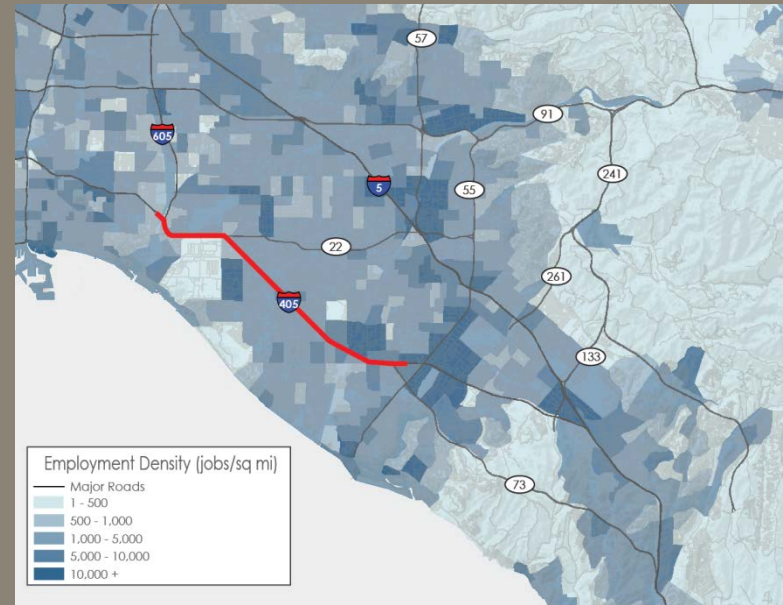 57
91
605
241
5
55
22
261
405
133
73
Employment Density (jobs/sq mi)
Major Roads
1 - 500
500 - 1,000
1,000 - 5,000
5,000 - 10,000
10,000 +